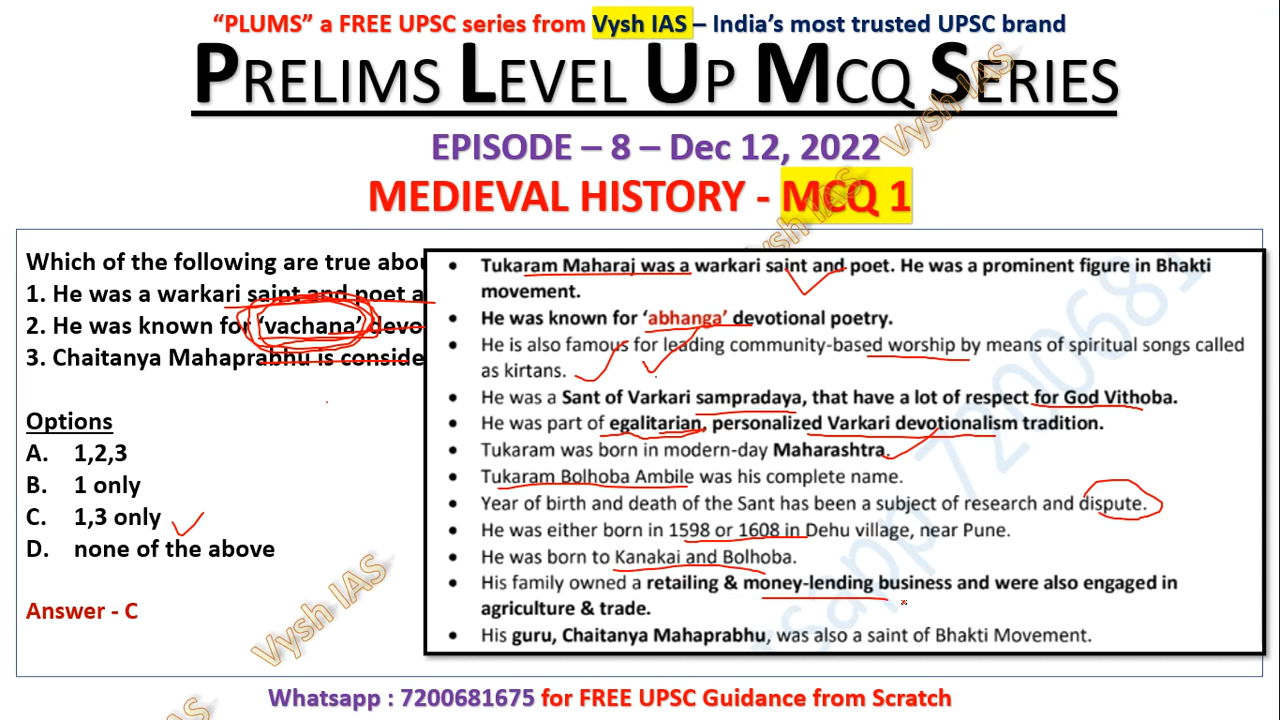 “PLUMS” a FREE UPSC series from Vysh IAS – India’s most trusted UPSC brand
PRELIMS LEVEL UP MCQ SERIES
EPISODE – 8 – Dec 12, 2022
MEDIEVAL HISTORY - MCQ 1
Which of the following are true abou
1. He was a warkari saint and poet a
2. He was known for ‘vachana’ devo
3. Chaitanya Mahaprabhu is conside
Options
A. 1,2,3
B. 1 only
C. 1,3 only
D. none of the above
Answer - C
• Tukaram Maharaj was a warkari saint and poet. He was a prominent figure in Bhakti
movement.
• He was known for ‘abhanga’ devotional poetry.
• He is also famous for leading community-based worship by means of spiritual songs called
as kirtans.
• He was a Sant of Varkari sampradaya, that have a lot of respect for God Vithoba.
• He was part of egalitarian, personalized Varkari devotionalism tradition.
• Tukaram was born in modern-day Maharashtra.
• Tukaram Bolhoba Ambile was his complete name.
• Year of birth and death of the Sant has been a subject of research and dispute.
• He was either born in 1598 or 1608 in Dehu village, near Pune.
• He was born to Kanakai and Bolhoba.
• His family owned a retailing & money-lending business and were also engaged in
agriculture & trade.
• His guru, Chaitanya Mahaprabhu, was also a saint of Bhakti Movement.
Whatsapp : 7200681675 for FREE UPSC Guidance from Scratch
Vysh IAS
Vysh IAS
Vysh IAS
Vysh IAS